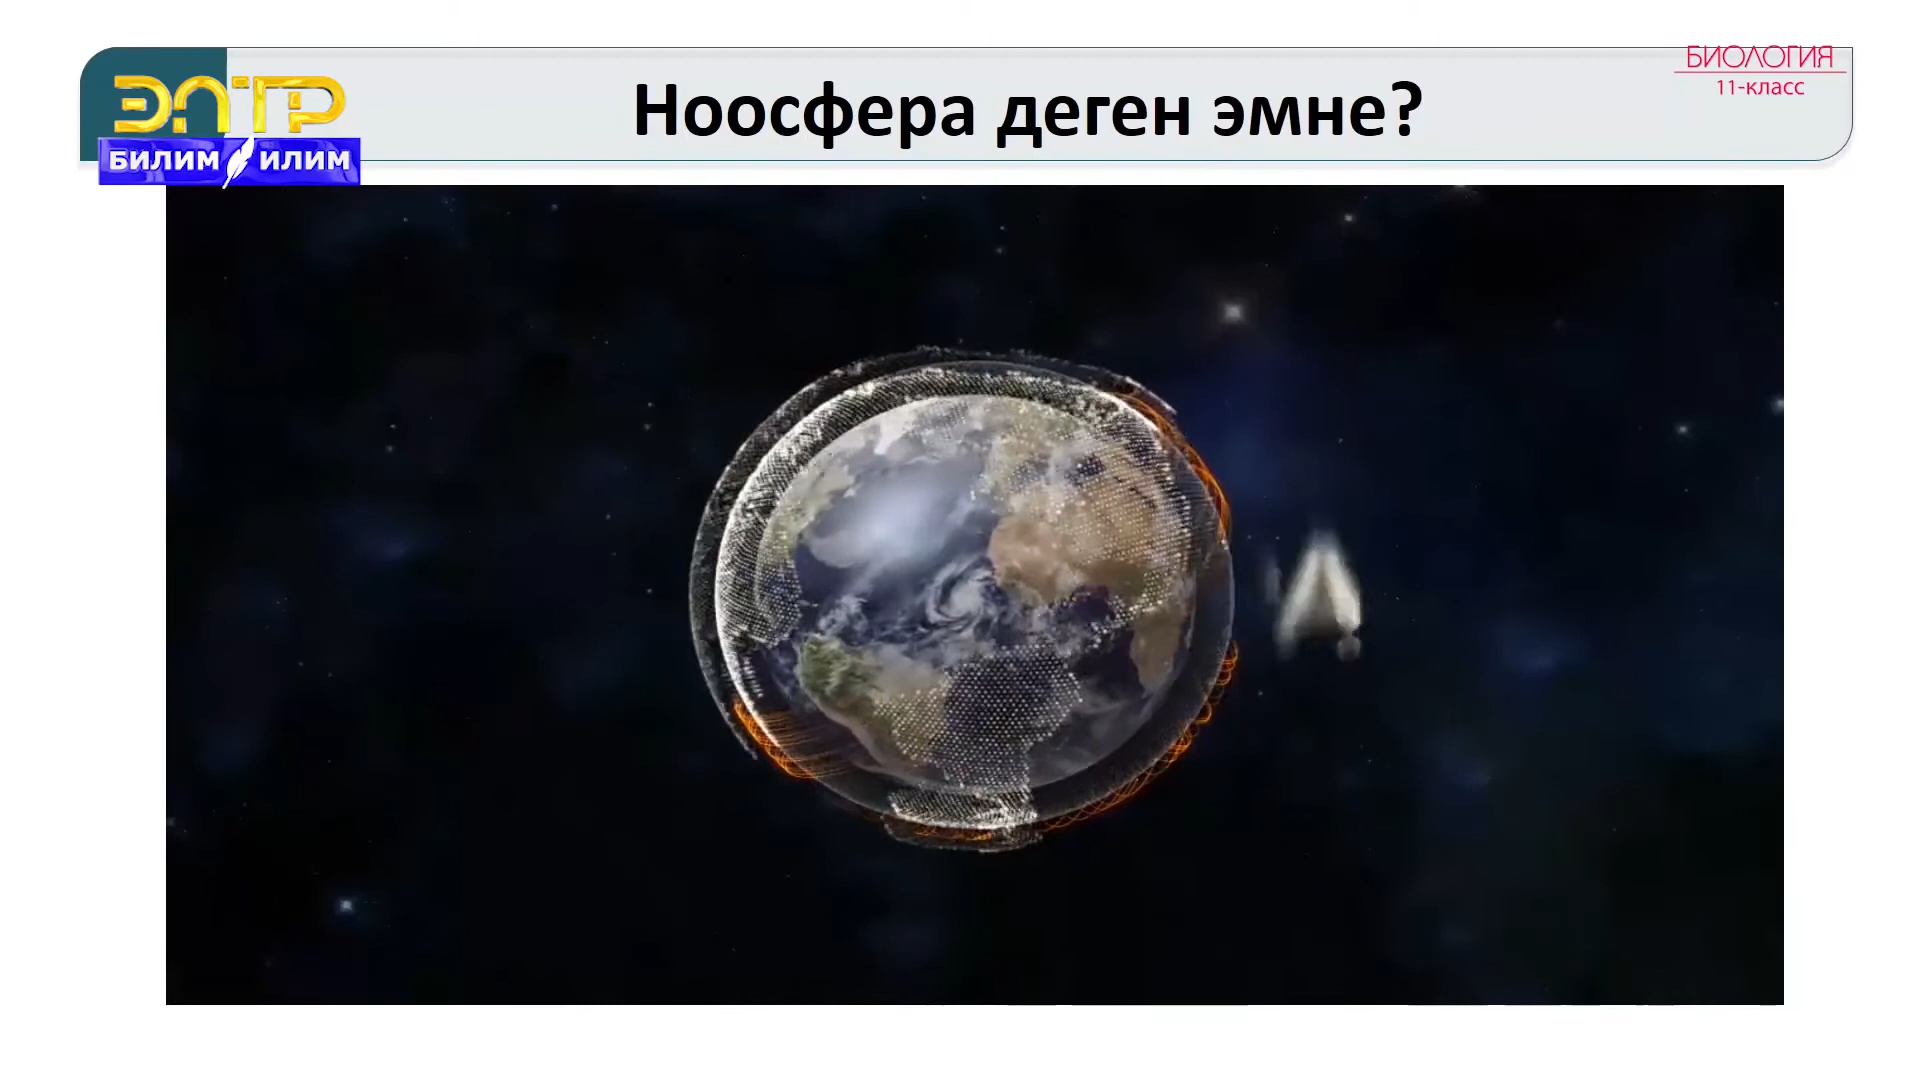 ЭЛТР
БИЛИМ ИЛИМ
Ноосфера деген эмне?
БИОЛОГИЯ
11-класс